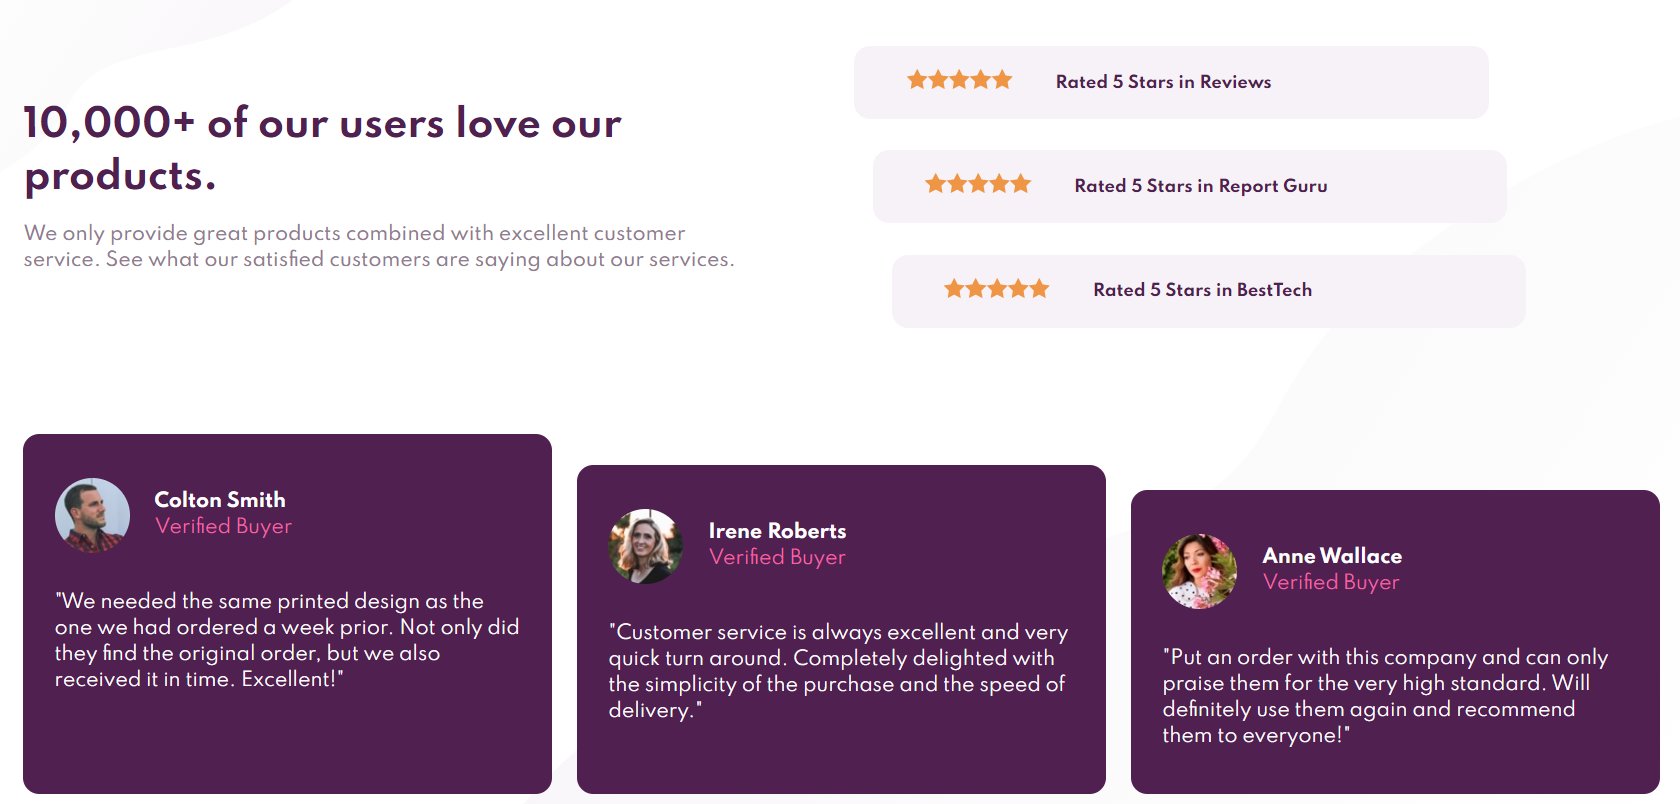 10,000+ of our users love our
products.
We only provide great products combined with excellent customer
service. See what our satisfied customers are saying about our services.
Rated 5 Stars in Reviews
Rated 5 Stars in Report Guru
Rated 5 Stars in BestTech
Colton Smith
Verified Buyer
"We needed the same printed design as the
one we had ordered a week prior. Not only did
they find the original order, but we also
received it in time. Excellent!"
Irene Roberts
Verified Buyer
"Customer service is always excellent and very
quick turn around. Completely delighted with
the simplicity of the purchase and the speed of
delivery."
Anne Wallace
Verified Buyer
"Put an order with this company and can only
praise them for the very high standard. Will
definitely use them again and recommend
them to everyone!"